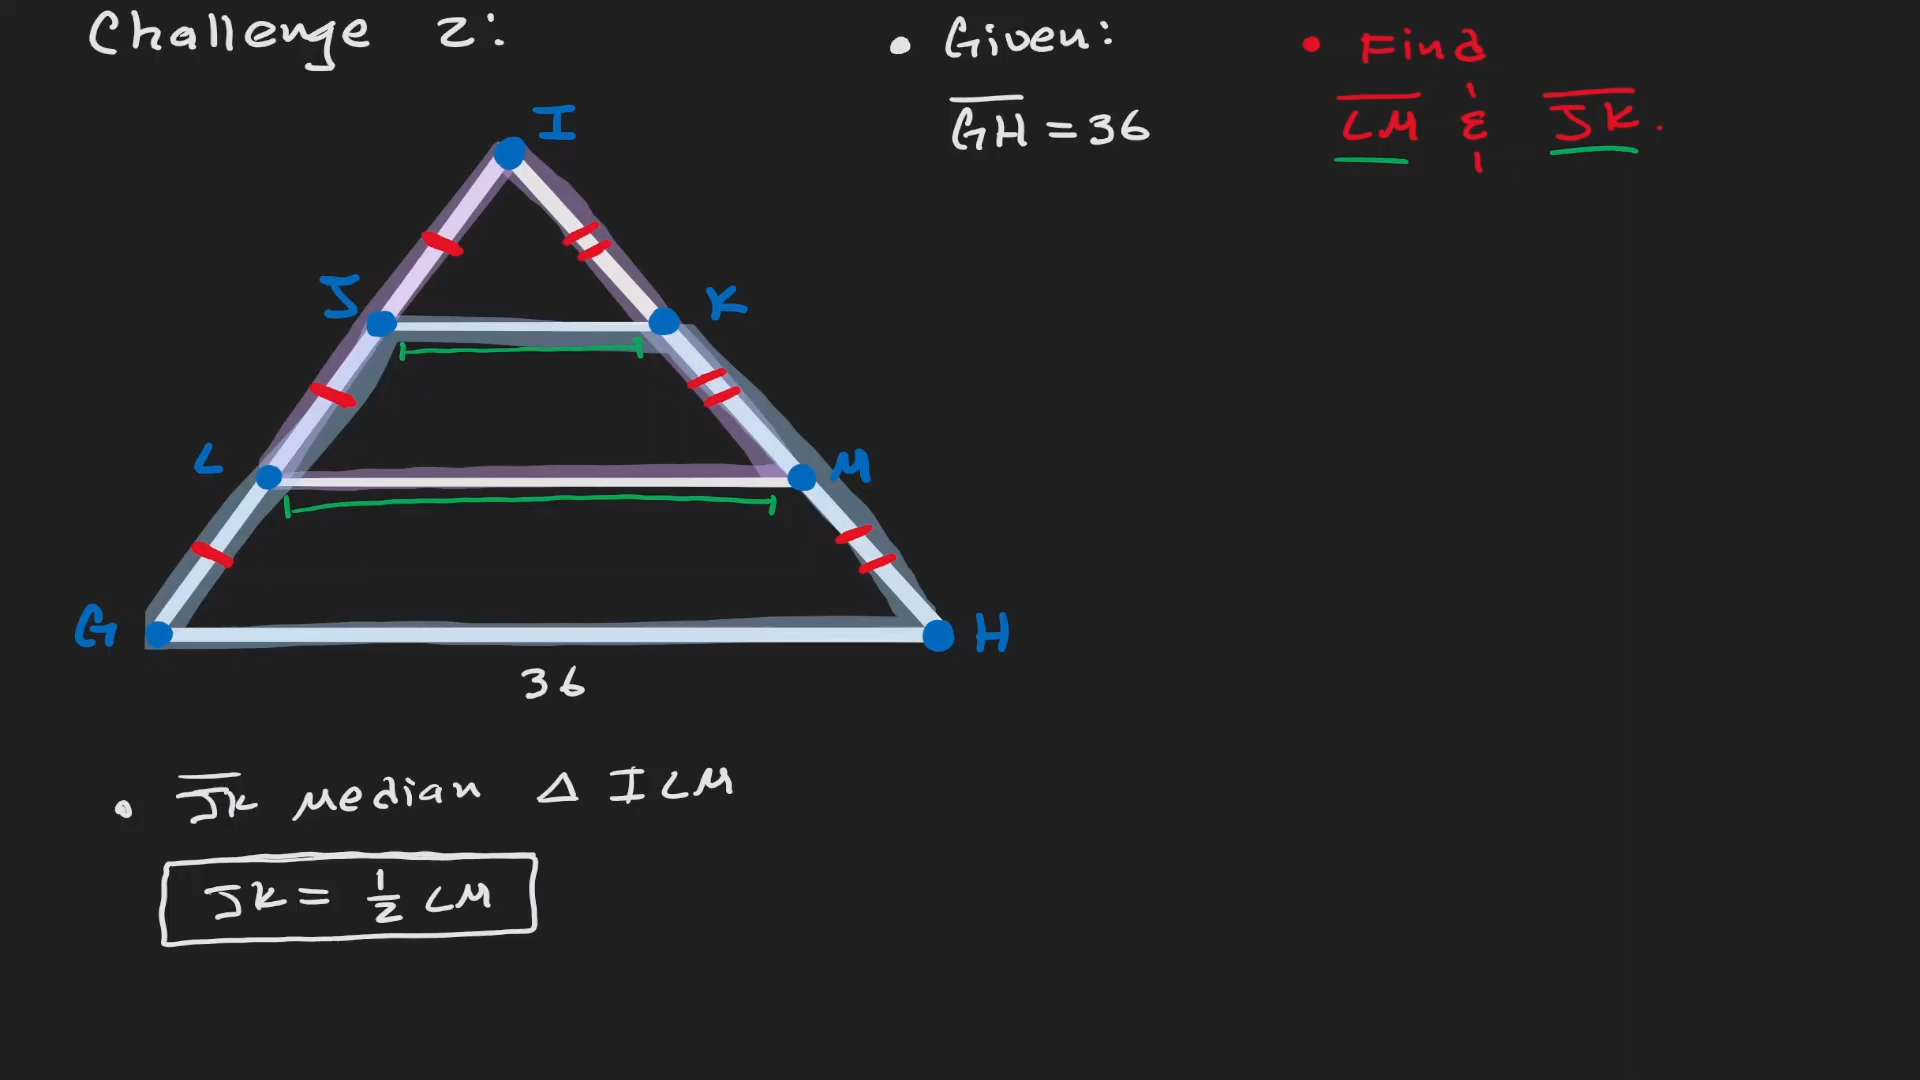 Challenge 2:
• Given:
GH = 36
• Find
LM & JK.
I
J
K
L
M
G
H
36
• JK median △ ILM
JK = 1/2 LM